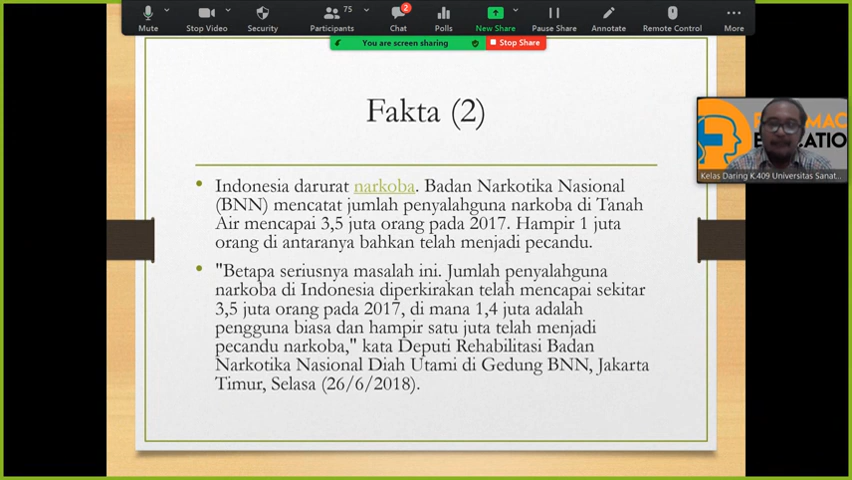 75
2
Mute
Stop Video
Security
Participants
Chat
Polls
New Share
Pause Share
Annotate
Remote Control
More
You are screen sharing
Stop Share
Fakta (2)
• Indonesia darurat narkoba. Badan Narkotika Nasional
(BNN) mencatat jumlah penyalahguna narkoba di Tanah
Air mencapai 3,5 juta orang pada 2017. Hampir 1 juta
orang di antaranya bahkan telah menjadi pecandu.
• "Betapa seriusnya masalah ini. Jumlah penyalahguna
narkoba di Indonesia diperkirakan telah mencapai sekitar
3,5 juta orang pada 2017, di mana 1,4 juta adalah
pengguna biasa dan hampir satu juta telah menjadi
pecandu narkoba," kata Deputi Rehabilitasi Badan
Narkotika Nasional Diah Utami di Gedung BNN, Jakarta
Timur, Selasa (26/6/2018).
Kelas Daring K.409 Universitas Sanat...